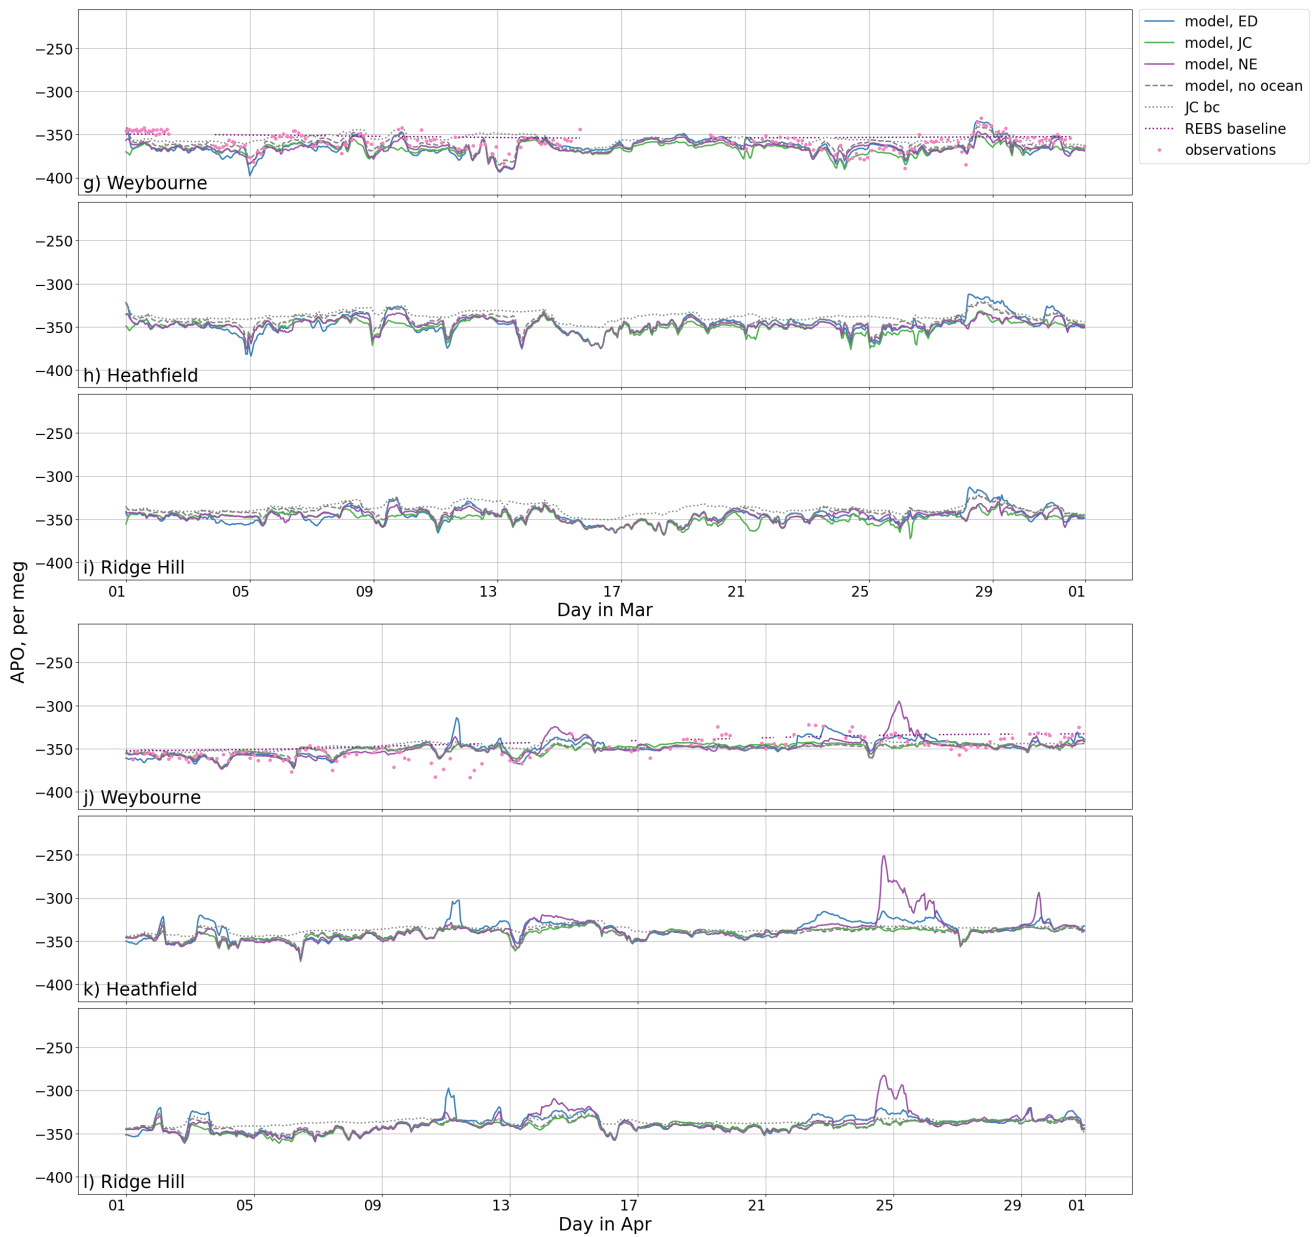 −250
−300
−350
−400
g) Weybourne
model, ED
model, JC
model, NE
model, no ocean
JC bc
REBS baseline
observations
−250
−300
−350
−400
h) Heathfield
−250
−300
−350
−400
i) Ridge Hill
01 05 09 13 17 21 25 29 01
Day in Mar
APO, per meg
−250
−300
−350
−400
j) Weybourne
−250
−300
−350
−400
k) Heathfield
−250
−300
−350
−400
l) Ridge Hill
01 05 09 13 17 21 25 29 01
Day in Apr